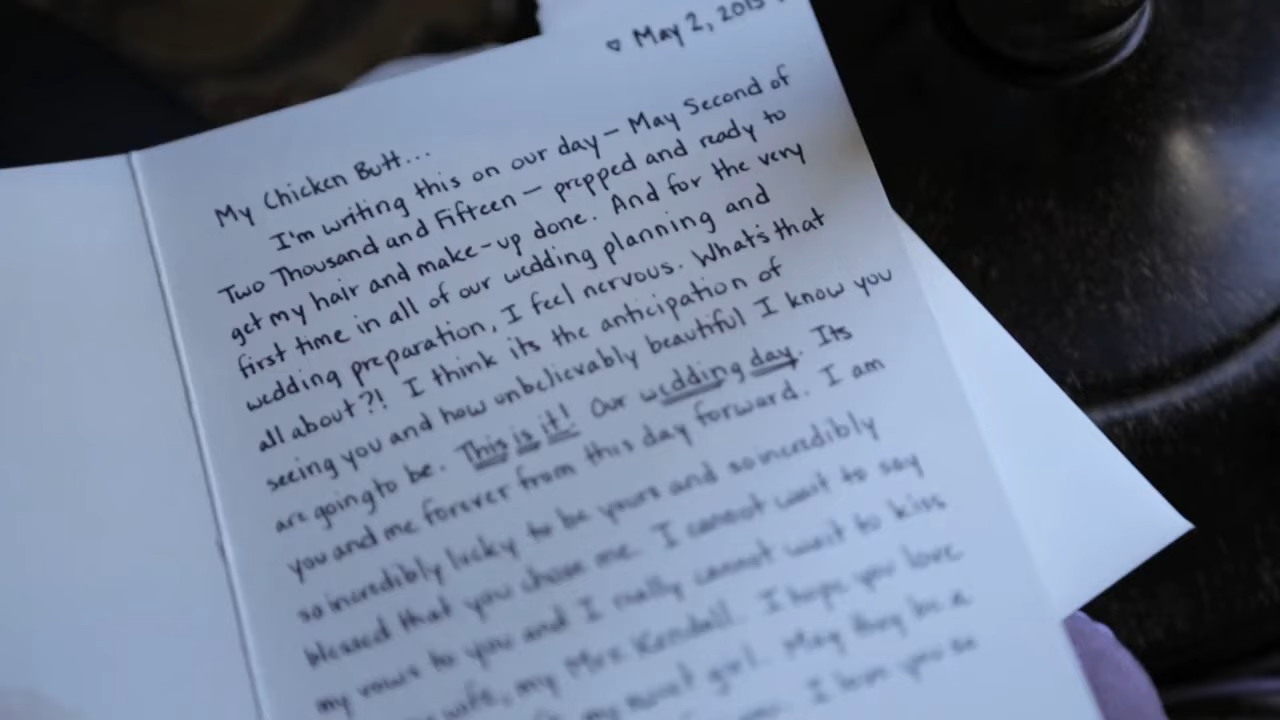 ♡ May 2, 2015
My Chicken Butt...
I'm writing this on our day – May Second of
Two Thousand and Fifteen – prepped and ready to
get my hair and make-up done. And for the very
first time in all of our wedding planning and
wedding preparation, I feel nervous. What's that
all about?! I think its the anticipation of
seeing you and how unbelievably beautiful I know you
are going to be. This is it! Our wedding day. Its
you and me forever from this day forward. I am
so incredibly lucky to be yours and so incredibly
blessed that you chose me. I cannot wait to say
my vows to you and I really cannot wait to kiss
wife, my Mrs. Kendall. I hope you love
my sweet girl. May they be a
I love you so